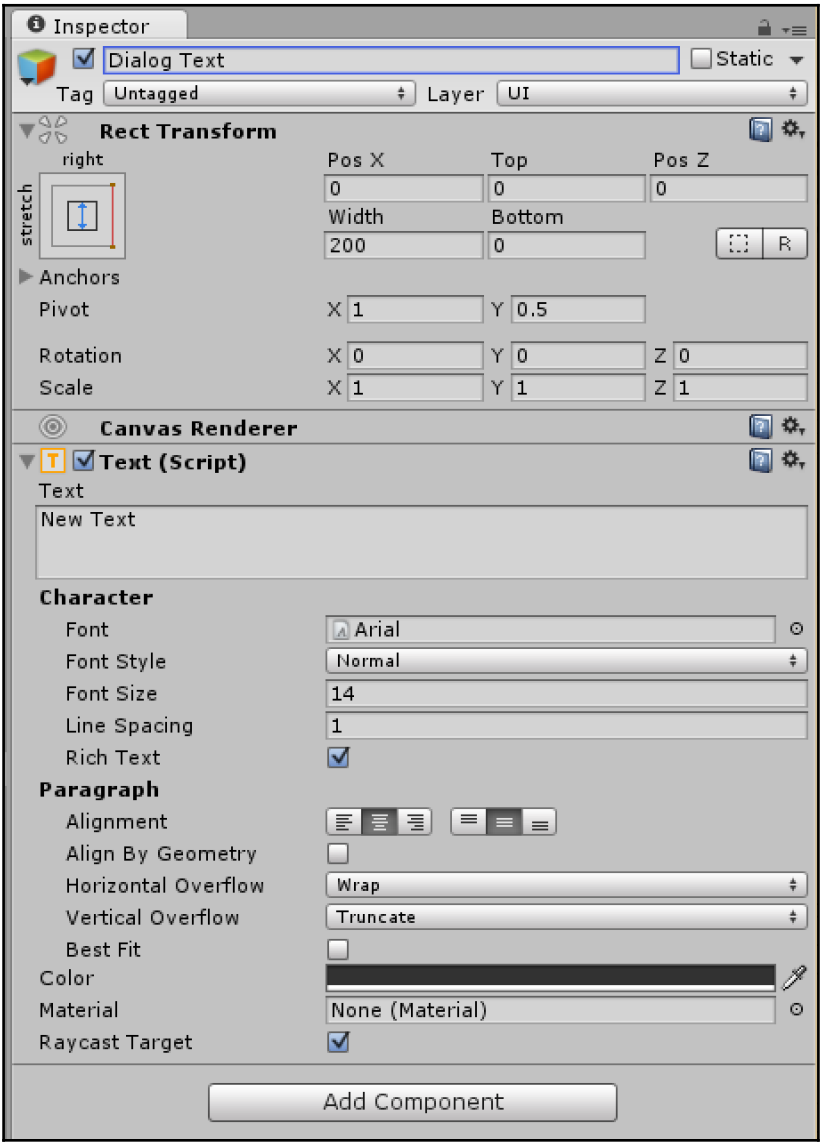 Inspector
Dialog Text Static
Tag Untagged Layer UI
Rect Transform
right
stretch
Pos X Top Pos Z
0 0 0
Width Bottom
200 0 R
Anchors
Pivot X 1 Y 0.5
Rotation X 0 Y 0 Z 0
Scale X 1 Y 1 Z 1
Canvas Renderer
T Text (Script)
Text
New Text
Character
Font Arial
Font Style Normal
Font Size 14
Line Spacing 1
Rich Text
Paragraph
Alignment
Align By Geometry
Horizontal Overflow Wrap
Vertical Overflow Truncate
Best Fit
Color
Material None (Material)
Raycast Target
Add Component